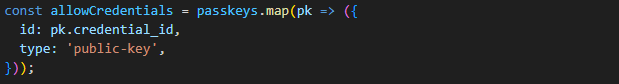 const allowCredentials = passkeys.map(pk => ({
  id: pk.credential_id,
  type: 'public-key',
}));